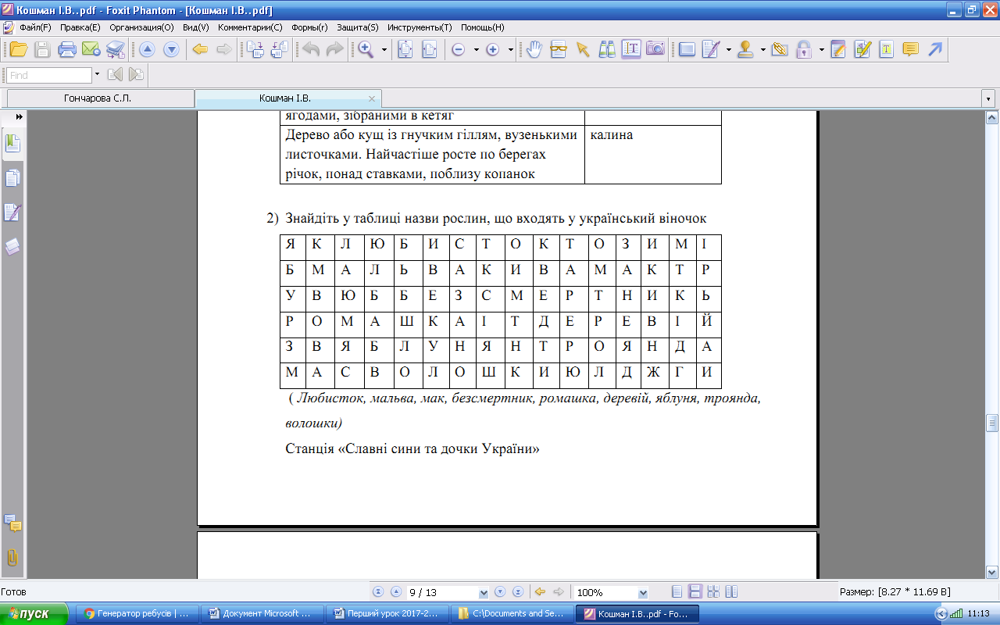 Кошман І.В..pdf - Foxit Phantom - [Кошман І.В..pdf]
Файл(F) Правка(E) Организация(O) Вид(V) Комментарии(C) Формы(r) Защита(S) Инструменты(T) Помощь(H)
Find
Гончарова С.Л. Кошман І.В.
ягодами, зібраними в кетяг
Дерево або кущ із гнучким гіллям, вузенькими калина
листочками. Найчастіше росте по берегах
річок, понад ставками, поблизу копанок
2) Знайдіть у таблиці назви рослин, що входять у український віночок
Я К Л Ю Б И С Т О К Т О З И М І
Б М А Л Ь В А К И В А М А К Т Р
У В Ю Б Б Е З С М Е Р Т Н И К Ь
Р О М А Ш К А І Т Д Е Р Е В І Й
З В Я Б Л У Н Я Н Т Р О Я Н Д А
М А С В О Л О Ш К И Ю Л Д Ж Г И
( Любисток, мальва, мак, безсмертник, ромашка, деревій, яблуня, троянда,
волошки)
Станція «Славні сини та дочки України»
Готов 9 / 13 100% Размер: [8.27 * 11.69 В]
пуск Генератор ребусів | ... Документ Microsoft ... Перший урок 2017-2... C:\Documents and Se... Кошман І.В..pdf - Fo... 11:13